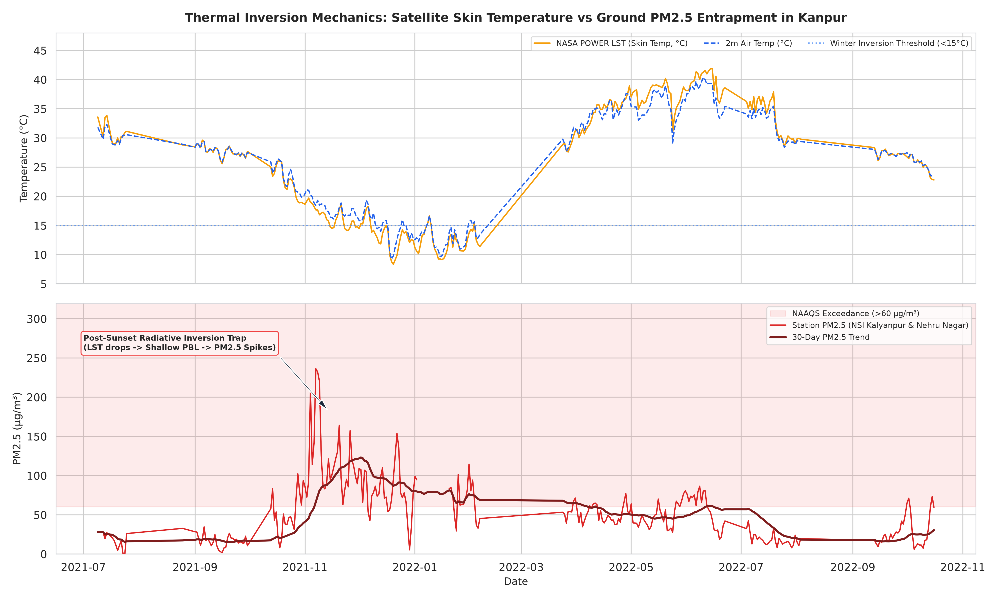 Thermal Inversion Mechanics: Satellite Skin Temperature vs Ground PM2.5 Entrapment in Kanpur
NASA POWER LST (Skin Temp, °C)
2m Air Temp (°C)
Winter Inversion Threshold (<15°C)
Temperature (°C)
45
40
35
30
25
20
15
10
5
NAAQS Exceedance (>60 µg/m³)
Station PM2.5 (NSI Kalyanpur & Nehru Nagar)
30-Day PM2.5 Trend
Post-Sunset Radiative Inversion Trap
(LST drops -> Shallow PBL -> PM2.5 Spikes)
PM2.5 (µg/m³)
300
250
200
150
100
50
0
2021-07
2021-09
2021-11
2022-01
2022-03
2022-05
2022-07
2022-09
2022-11
Date